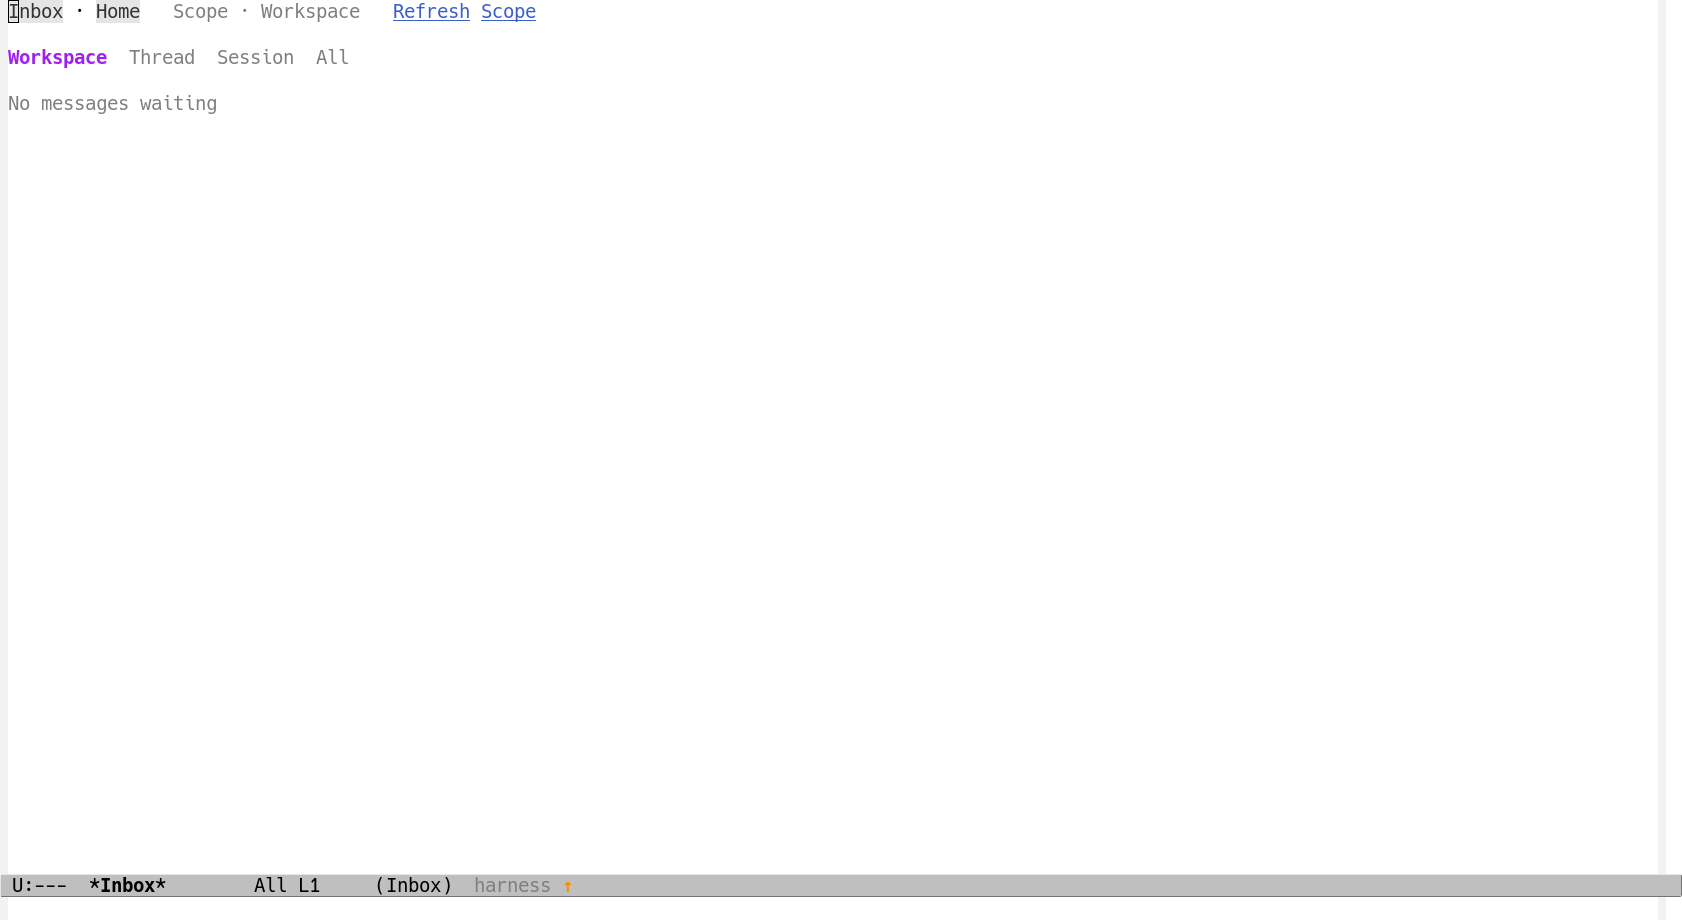 Inbox · Home   Scope · Workspace   Refresh Scope
Workspace  Thread  Session  All
No messages waiting
U:---  *Inbox*        All L1     (Inbox)  harness ↑